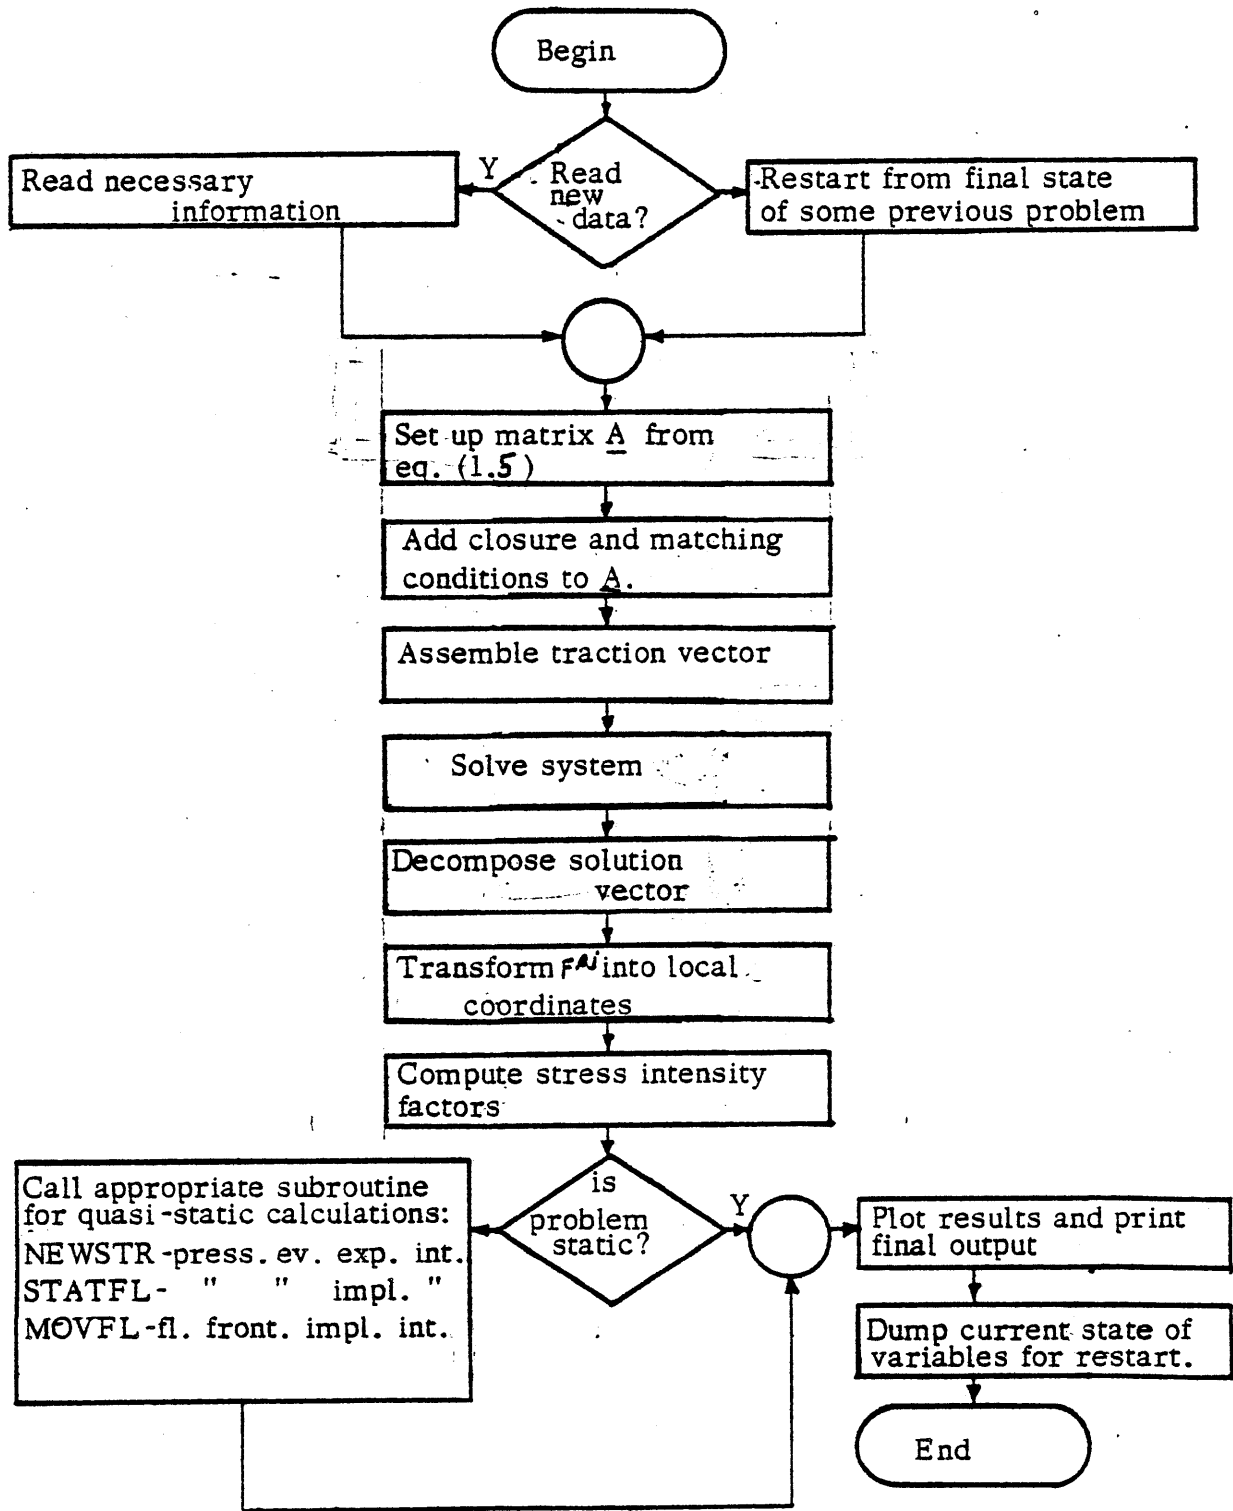 Begin
Y
Read
new
data?
Read necessary
information
Restart from final state
of some previous problem
Set up matrix A from
eq. (1.5)
Add closure and matching
conditions to A.
Assemble traction vector
Solve system
Decompose solution
vector
Transform into local
coordinates
Compute stress intensity
factors
is
problem
static?
Y
Call appropriate subroutine
for quasi-static calculations:
NEWSTR-press. ev. exp. int.
STATFL- " " impl. "
MOVFL-fl. front. impl. int.
Plot results and print
final output
Dump current state of
variables for restart.
End